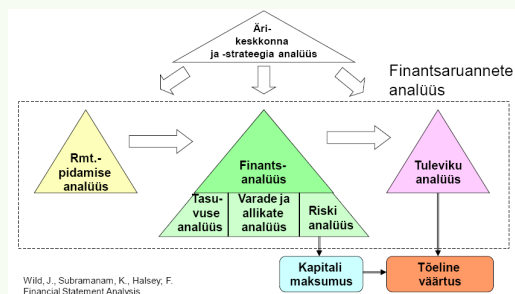 Äri-
keskkonna
ja -strateegia analüüs
Finantsaruannete
analüüs
Rmt.-
pidamise
analüüs
Finants-
analüüs
Tuleviku
analüüs
Tasu-
vuse
analüüs
Varade ja
allikate
analüüs
Riski
analüüs
Kapitali
maksumus
Tõeline
väärtus
Wild, J., Subramanam, K., Halsey; F.
Financial Statement Analysis